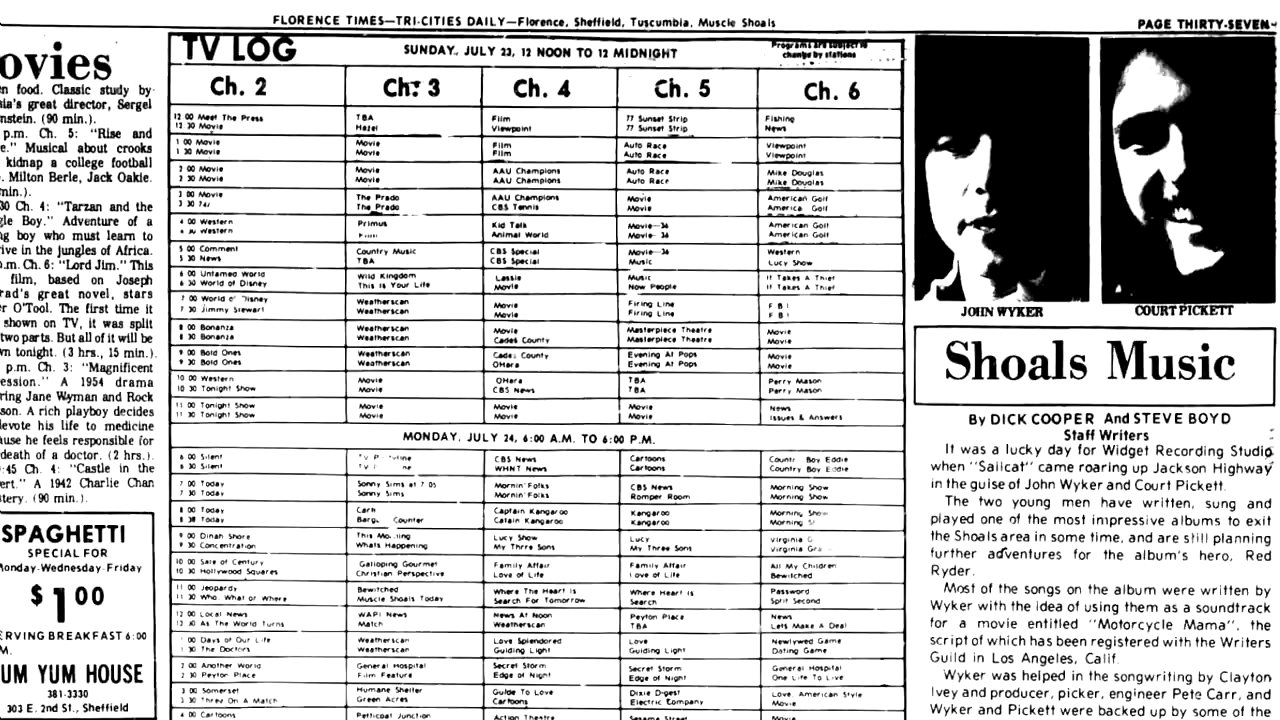 FLORENCE TIMES—TRI-CITIES DAILY—Florence, Sheffield, Tuscumbia, Muscle Shoals
PAGE THIRTY-SEVEN
ovies
en food. Classic study by
ia's great director, Sergel
nstein. (90 min.).
p.m. Ch. 5: "Rise and
e." Musical about crooks
kidnap a college football
. Milton Berle, Jack Oakie.
min.).
30 Ch. 4: "Tarzan and the
gle Boy." Adventure of a
ng boy who must learn to
ive in the jungles of Africa.
p.m. Ch. 6: "Lord Jim." This
film, based on Joseph
rad's great novel, stars
er O'Tool. The first time it
shown on TV, it was split
two parts. But all of it will be
wn tonight. (3 hrs., 15 min.).
p.m. Ch. 3: "Magnificent
ession." A 1954 drama
ring Jane Wyman and Rock
son. A rich playboy decides
devote his life to medicine
ause he feels responsible for
death of a doctor. (2 hrs.).
:45 Ch. 4: "Castle in the
ert." A 1942 Charlie Chan
tery. (90 min.).
SPAGHETTI
SPECIAL FOR
Monday-Wednesday-Friday
$1.00
ERVING BREAKFAST 6:00
M.
UM YUM HOUSE
381-3330
303 E. 2nd St., Sheffield
TV LOG SUNDAY, JULY 23, 12 NOON TO 12 MIDNIGHT Programs are subject to
change by stations
Ch. 2 Ch. 3 Ch. 4 Ch. 5 Ch. 6
12 00 Meet The Press TBA Film 77 Sunset Strip Fishing
12 30 Movie Hazel Viewpoint 77 Sunset Strip News
1 00 Movie Movie Film Auto Race Viewpoint
1 30 Movie Movie Film Auto Race Viewpoint
2 00 Movie Movie AAU Champions Auto Race Mike Douglas
2 30 Movie Movie AAU Champions Auto Race Mike Douglas
3 00 Movie The Prado AAU Champions Movie American Golf
3 30 The Prado CBS Tennis Movie America Golf
4 00 Western Primus Kid Talk Movie—36 American Golf
4 30 Western Animal World Movie—36 American Golf
5 00 Comment Country Music CBS Special Movie—36 Western
5 30 News TBA CBS Special Music Lucy Show
6 00 Untamed World Wild Kingdom Lassie Music It Takes A Thief
6 30 World of Disney This is Your Life Movie Now People It Takes A Thief
7 00 World of Disney Weatherscan Movie Firing Line F B I
7 30 Jimmy Stewart Weatherscan Movie Firing Line F B I
8 00 Bonanza Weatherscan Movie Masterpiece Theatre Movie
8 30 Bonanza Weatherscan Cades County Masterpiece Theatre Movie
9 00 Bold Ones Weatherscan Cades County Evening At Pops Movie
9 30 Bold Ones Weatherscan OHara Evening At Pops Movie
10 00 Western Movie OHara TBA Perry Mason
10 30 Tonight Show Movie CBS News TBA Perry Mason
11 00 Tonight Show Movie Movie Movie News
11 30 Tonight Show Movie Movie Movie Issues & Answers
MONDAY, JULY 24, 6:00 A.M. TO 6:00 P.M.
6 00 Silent CBS News Cartoons Countr Boy Eddie
6 30 Silent WHNT News Cartoons Country Boy Eddie
7 00 Today Sonny Sims at 7 05 Mornin' Folks CBS News Morning Show
7 30 Today Sonny Sims Mornin' Folks Romper Room Morning Show
8 00 Today Captain Kangaroo Kangaroo Morning Show
8 30 Today Counter Catain Kangaroo Kangaroo Morning
9 00 Dinah Shore This Lucy Show Lucy Virginia G
9 30 Concentration Whats Happening My Thrre Sons My Three Sons Virginia Gra
10 00 Sale of Century Galloping Gourmet Family Affair Family Affair All My Children
10 30 Hollywood Squares Christian Perspective Love of Life Love of Life Bewitched
11 00 Jeopardy Bewitched Where The Heart Is Where Heart Is Password
11 30 Who, What or Where Muscle Shoals Today Search For Tomorrow Search Split Second
12 00 Local News WAPI News News At Noon Peyton Place News
12 30 As The World Turns Match Weatherscan TBA Lets Make A Deal
1 00 Days of Our Life Weatherscan Love Splendored Love Newlywed Game
1 30 The Doctors Weatherscan Guiding Light Guiding Light Dating Game
2 00 Another World General Hospital Secret Storm Secret Storm General Hospital
2 30 Peyton Place Film Feature Edge of Night Edge of Night One Life To Live
3 00 Somerset Humane Shelter Guide To Love Dixie Digest Love, American Style
3 30 Three On A Match Green Acres Cartoons Electric Company Movie
4 00 Cartoons Petticoat Junction Action Theatre Sesame Street Movie
JOHN WYKER
COURT PICKETT
Shoals Music
By DICK COOPER And STEVE BOYD
Staff Writers
It was a lucky day for Widget Recording Studio
when "Sailcat" came roaring up Jackson Highway
in the guise of John Wyker and Court Pickett.
The two young men have written, sung and
played one of the most impressive albums to exit
the Shoals area in some time, and are still planning
further adventures for the album's hero, Red
Ryder.
Most of the songs on the album were written by
Wyker with the idea of using them as a soundtrack
for a movie entitled "Motorcycle Mama", the
script of which has been registered with the Writers
Guild in Los Angeles, Calif.
Wyker was helped in the songwriting by Clayton
Ivey and producer, picker, engineer Pete Carr, and
Wyker and Pickett were backed up by some of the